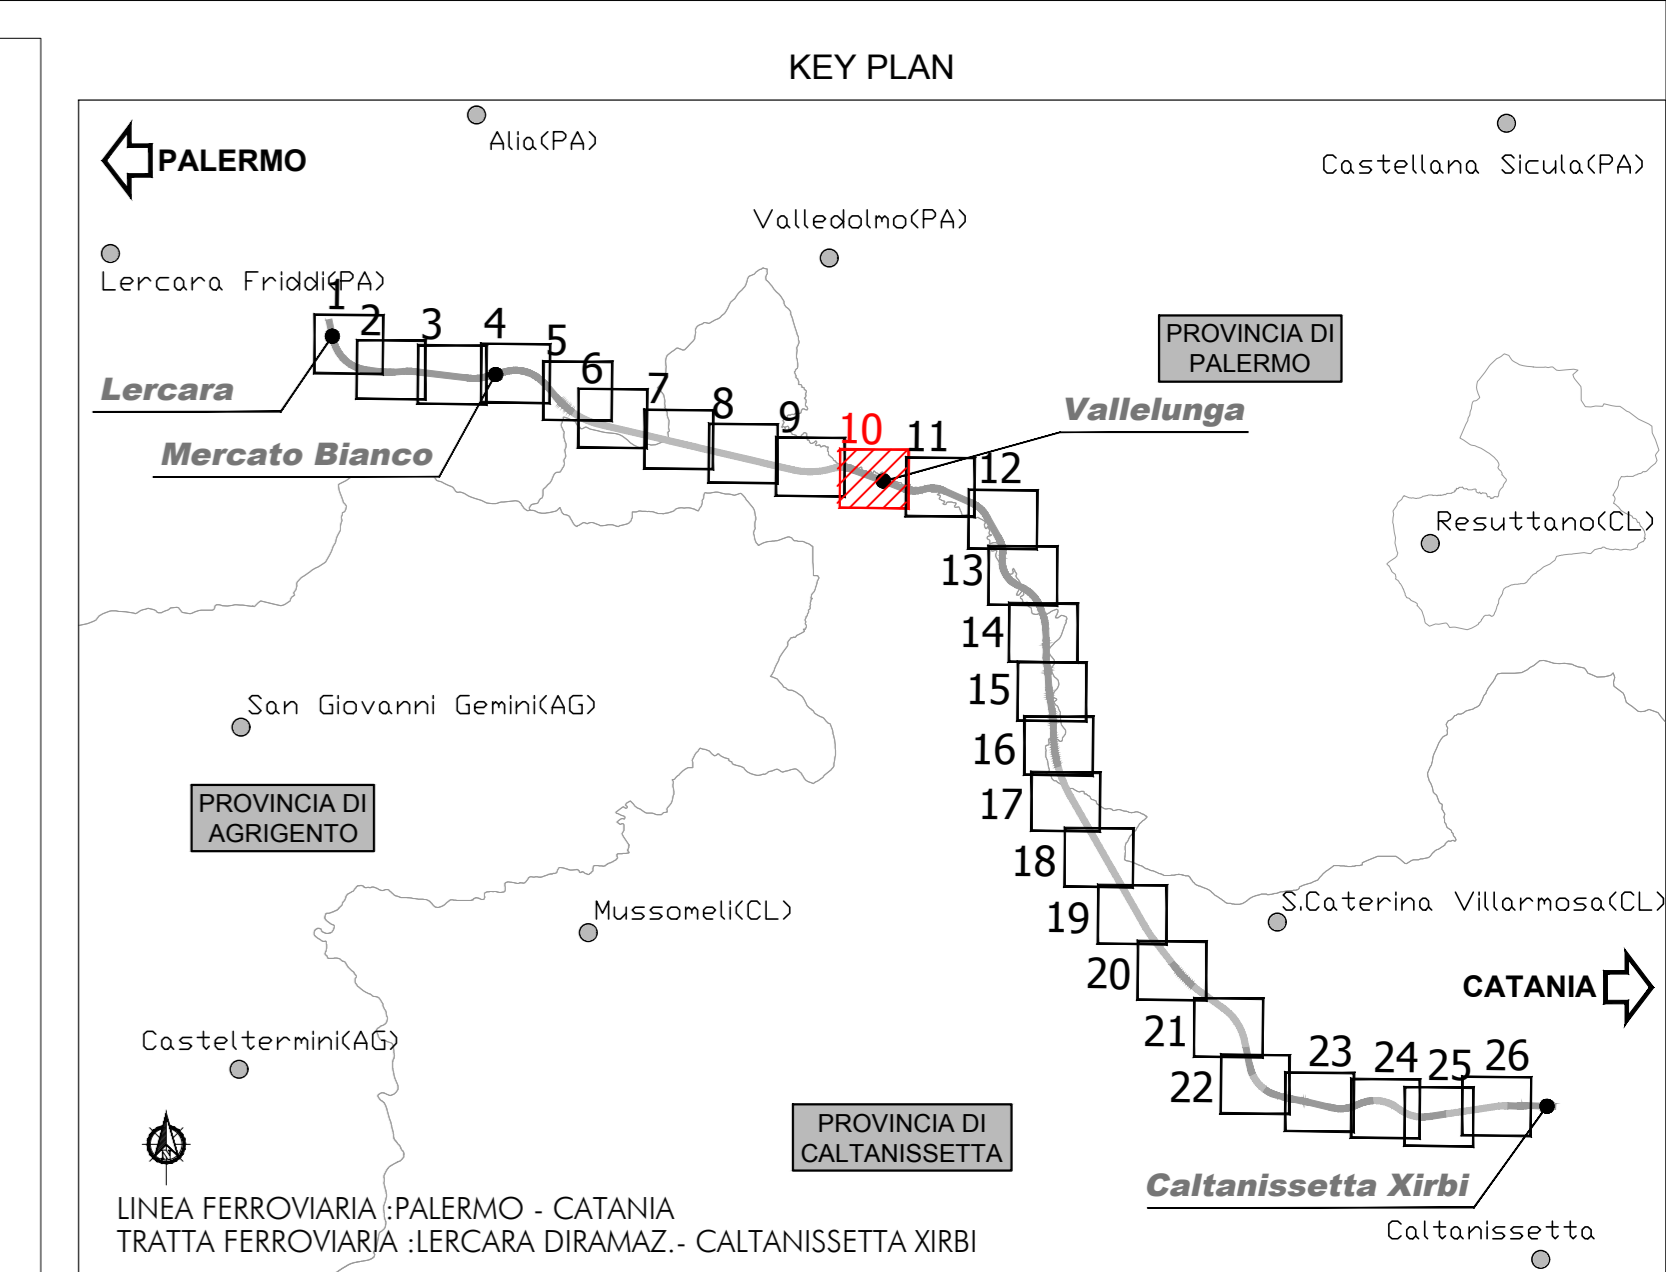 KEY PLAN
PALERMO
Alia(PA)
Castellana Sicula(PA)
Valledolmo(PA)
Lercara Friddi(PA)
1
2
3
4
5
6
7
8
9
10
11
12
PROVINCIA DI
PALERMO
Lercara
Vallelunga
Mercato Bianco
Resuttano(CL)
13
14
15
16
17
18
19
20
21
22
23
24
25
26
San Giovanni Gemini(AG)
PROVINCIA DI
AGRIGENTO
Mussomeli(CL)
S.Caterina Villarmosa(CL)
CATANIA
Casteltermini(AG)
PROVINCIA DI
CALTANISSETTA
Caltanissetta Xirbi
Caltanissetta
LINEA FERROVIARIA :PALERMO - CATANIA
TRATTA FERROVIARIA :LERCARA DIRAMAZ.- CALTANISSETTA XIRBI